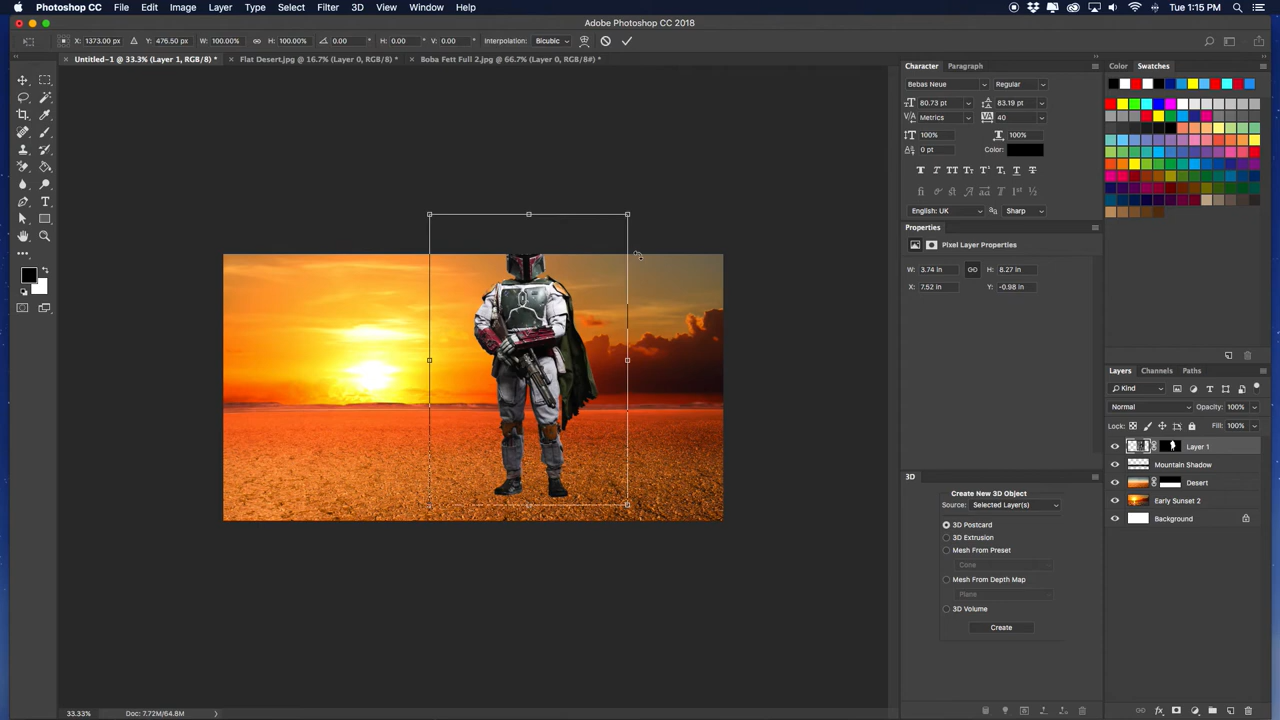 Photoshop File Edit Image Layer Type Select Filter 3D View Window Help
Tue 1:15 PM
Adobe Photoshop CC 2018
X: 1373.00 px Y: 476.50 px W: 100.00% H: 100.00% 0.00 ° H: 0.00 ° V: 0.00 ° Interpolation: Bicubic
Untitled-1 @ 33.3% (Layer 1, RGB/8) * Flat Desert.jpg @ 16.7% (Layer 0, RGB/8) * Boba Fett Full 2.jpg @ 66.7% (Layer 0, RGB/8#) *
Character Paragraph
Bebas Neue Regular
80.73 pt 83.19 pt
Metrics 40
100% 100%
0 pt Color:
English: UK Sharp
Properties
Pixel Layer Properties
W: 3.74 in H: 8.27 in
X: 7.52 in Y: -0.98 in
3D
Create New 3D Object
Source: Selected Layer(s)
3D Postcard
3D Extrusion
Mesh From Preset
Cone
Mesh From Depth Map
Plane
3D Volume
Create
Color Swatches
Layers Channels Paths
Kind
Normal Opacity: 100%
Lock: Fill: 100%
Layer 1
Mountain Shadow
Desert
Early Sunset 2
Background
33.33% Doc: 7.72M/64.8M